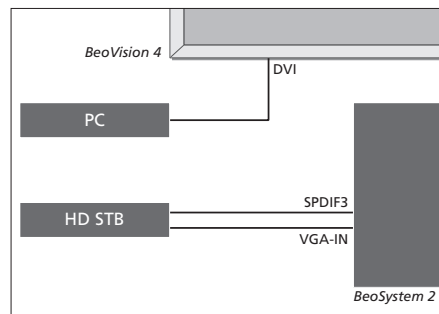 BeoVision 4
DVI
PC
SPDIF3
HD STB
VGA-IN
BeoSystem 2